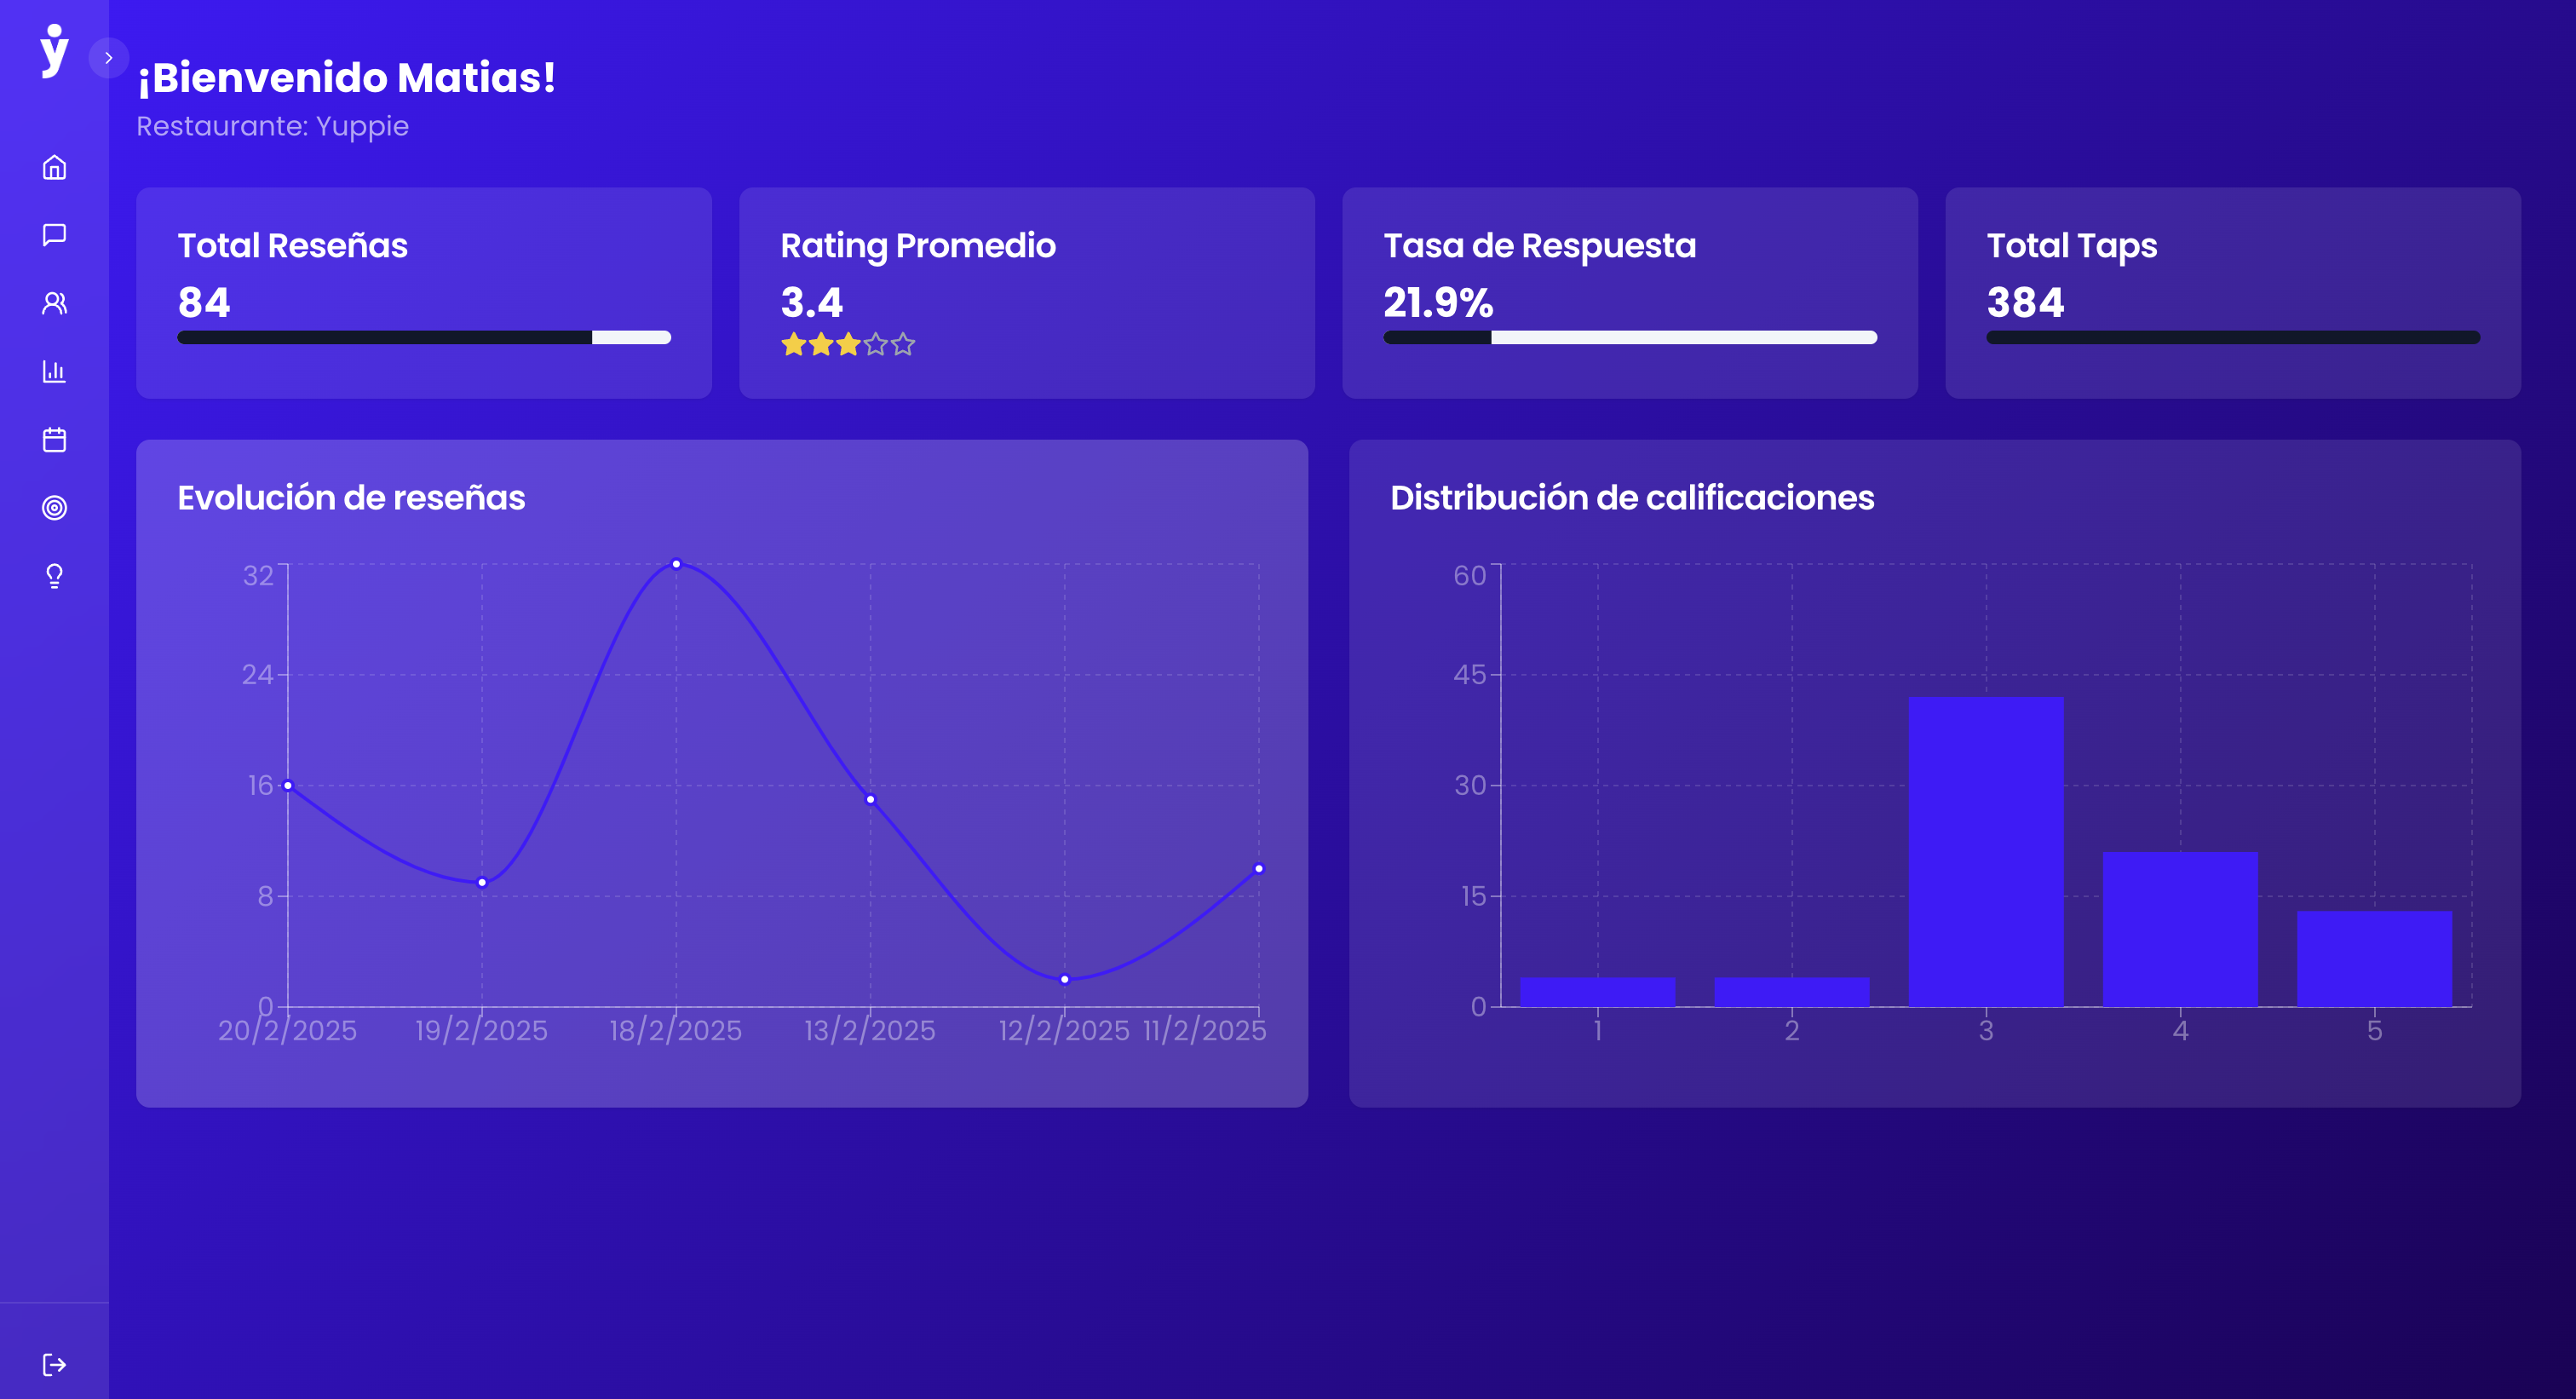 y
¡Bienvenido Matias!
Restaurante: Yuppie
Total Reseñas
84
Rating Promedio
3.4
Tasa de Respuesta
21.9%
Total Taps
384
Evolución de reseñas
32
24
16
8
0
20/2/2025 19/2/2025 18/2/2025 13/2/2025 12/2/2025 11/2/2025
Distribución de calificaciones
60
45
30
15
0
1 2 3 4 5